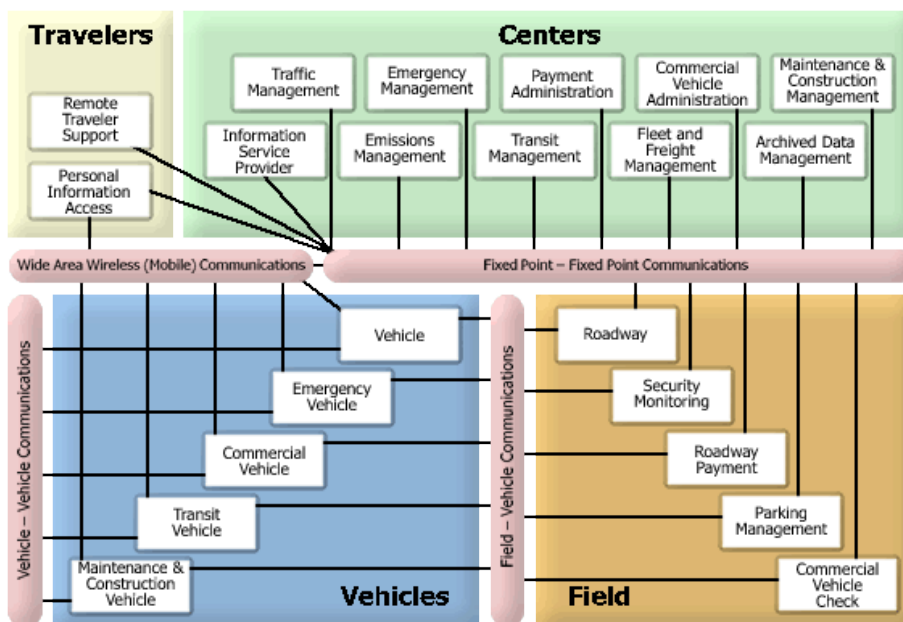 Travelers
Centers
Traffic
Management
Emergency
Management
Payment
Administration
Commercial
Vehicle
Administration
Maintenance &
Construction
Management
Remote
Traveler
Support
Information
Service
Provider
Emissions
Management
Transit
Management
Fleet and
Freight
Management
Archived Data
Management
Personal
Information
Access
Wide Area Wireless (Mobile) Communications
Fixed Point – Fixed Point Communications
Vehicle – Vehicle Communications
Vehicle
Emergency
Vehicle
Commercial
Vehicle
Transit
Vehicle
Maintenance &
Construction
Vehicle
Vehicles
Field – Vehicle Communications
Roadway
Security
Monitoring
Roadway
Payment
Parking
Management
Commercial
Vehicle
Check
Field